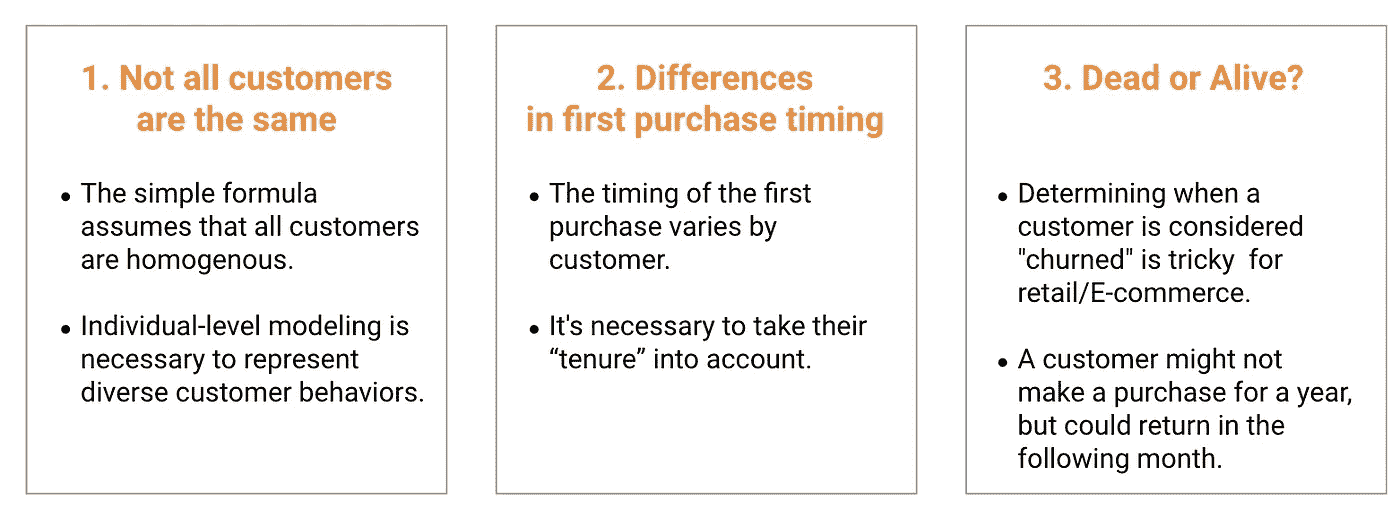 1. Not all customers
are the same
• The simple formula
assumes that all customers
are homogenous.
• Individual-level modeling is
necessary to represent
diverse customer behaviors.
2. Differences
in first purchase timing
• The timing of the first
purchase varies by
customer.
• It's necessary to take their
“tenure” into account.
3. Dead or Alive?
• Determining when a
customer is considered
"churned" is tricky  for
retail/E-commerce.
• A customer might not
make a purchase for a year,
but could return in the
following month.